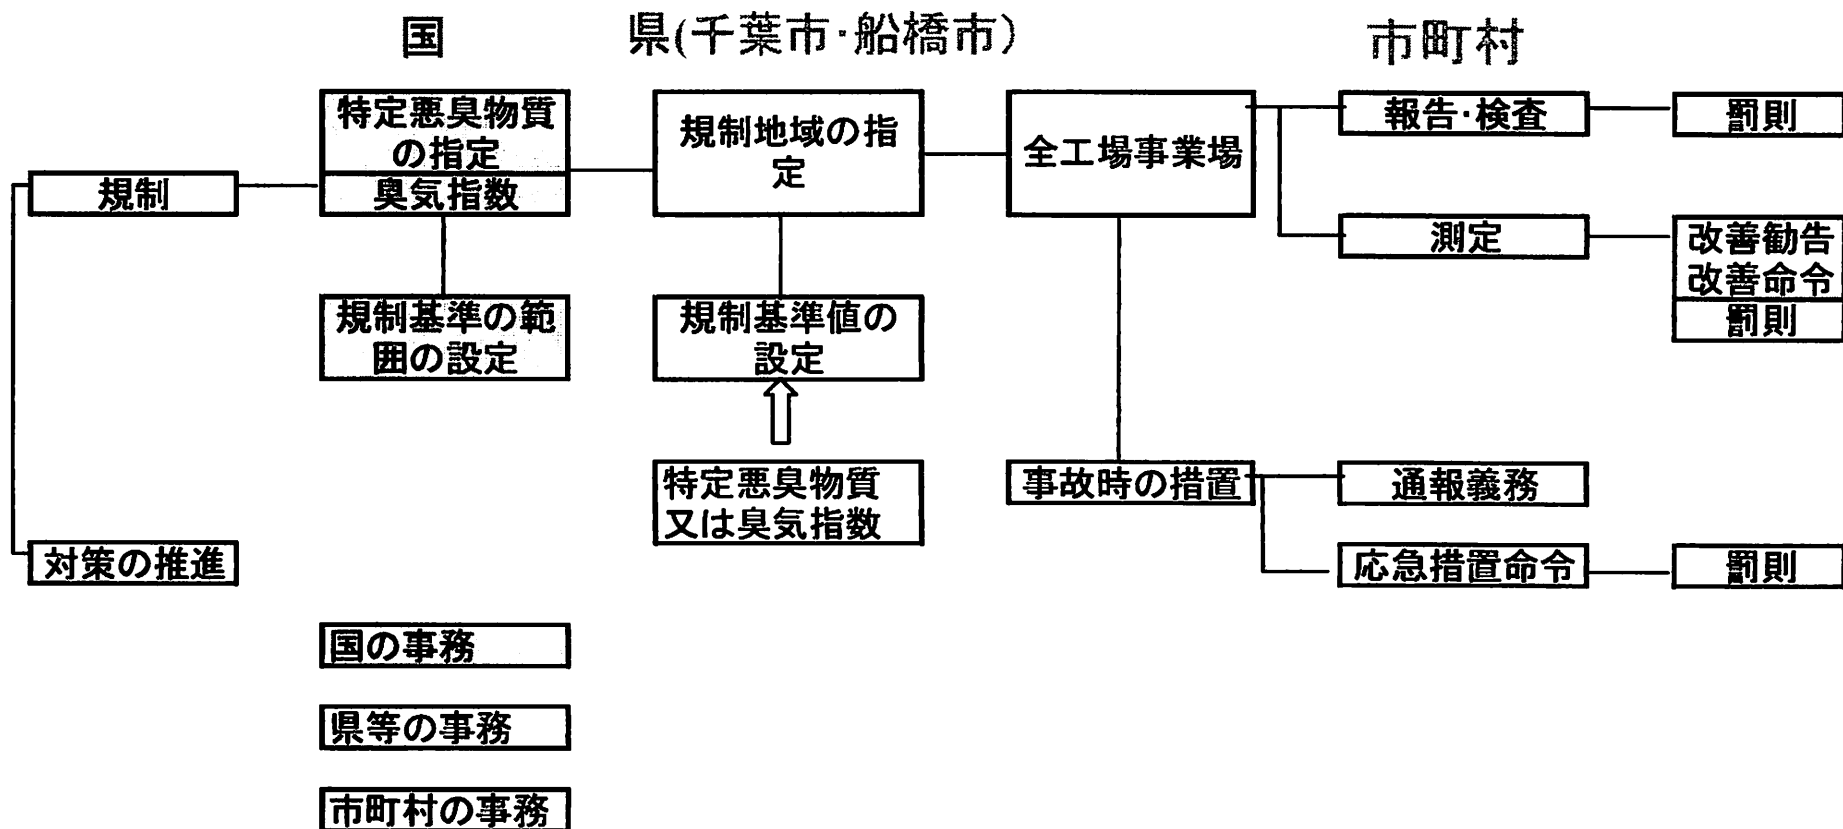 国
県(千葉市・船橋市)
市町村
規制
対策の推進
特定悪臭物質
の指定
臭気指数
規制基準の範
囲の設定
規制地域の指
定
規制基準値の
設定
特定悪臭物質
又は臭気指数
全工場事業場
事故時の措置
報告・検査
罰則
測定
改善勧告
改善命令
罰則
通報義務
応急措置命令
罰則
国の事務
県等の事務
市町村の事務